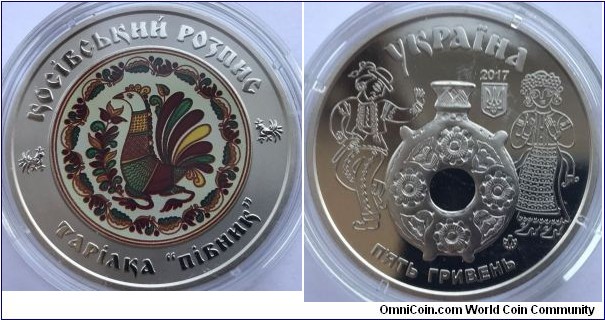 КОСІВСЬКИЙ РОЗПИС
ТАРІЛКА "ПІВНИК"
УКРАЇНА
2017
П'ЯТЬ ГРИВЕНЬ
OmniCoin.com World Coin Community